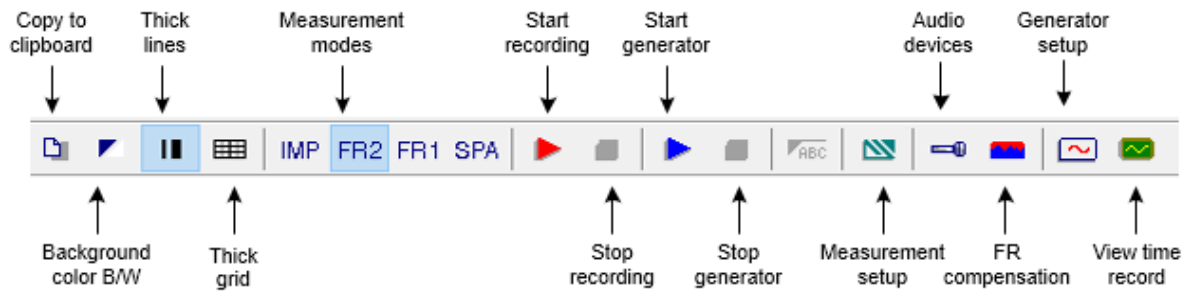 Copy to
clipboard
Thick
lines
Measurement
modes
Start
recording
Start
generator
Audio
devices
Generator
setup
IMP FR2 FR1 SPA
ABC
Background
color B/W
Thick
grid
Stop
recording
Stop
generator
Measurement
setup
FR
compensation
View time
record